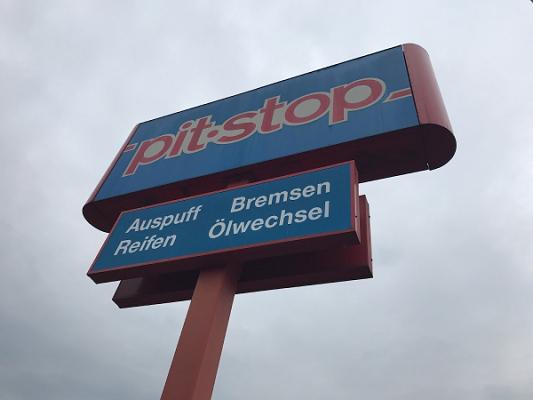 pit·stop
Auspuff Bremsen
Reifen Ölwechsel